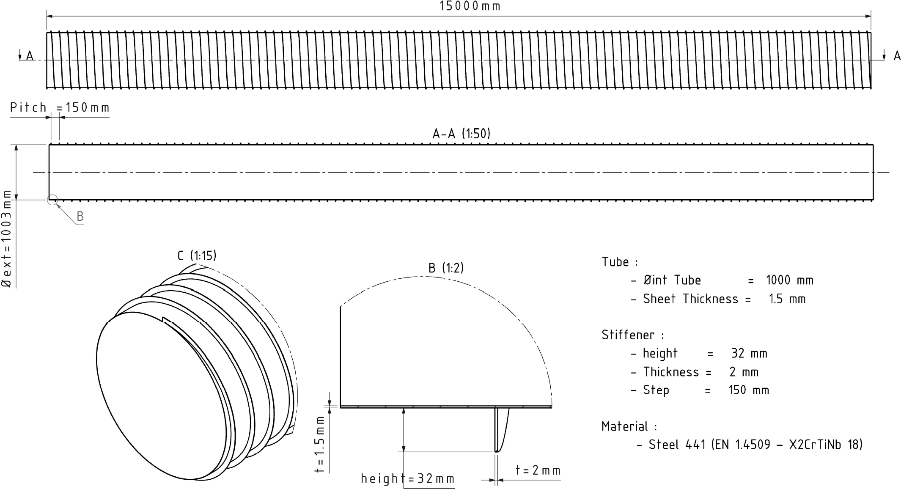 15000mm
A A
Pitch =150mm
A-A (1:50)
Øext=1003mm
B
C (1:15)
B (1:2)
t=1.5mm
height=32mm
t=2mm
Tube :
- Øint Tube = 1000 mm
- Sheet Thickness = 1.5 mm
Stiffener :
- height = 32 mm
- Thickness = 2 mm
- Step = 150 mm
Material :
- Steel 441 (EN 1.4509 - X2CrTiNb 18)